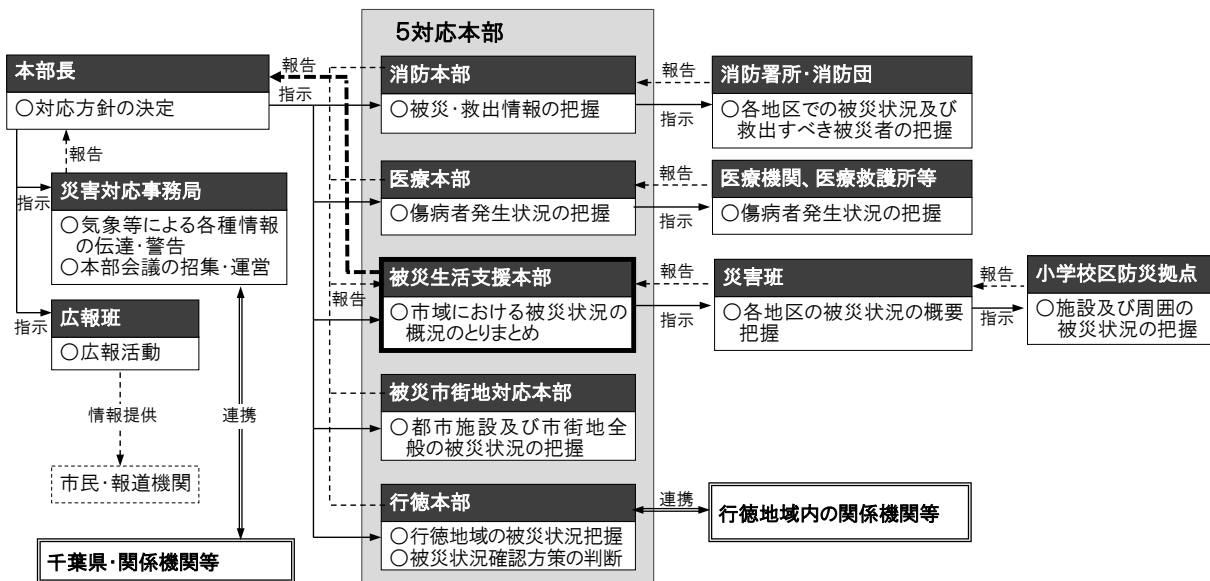 5対応本部
本部長
○対応方針の決定
報告
指示
消防本部
○被災・救出情報の把握
報告
指示
消防署所・消防団
○各地区での被災状況及び
救出すべき被災者の把握
報告
指示
災害対応事務局
○気象等による各種情報
の伝達・警告
○本部会議の招集・運営
医療本部
○傷病者発生状況の把握
報告
指示
医療機関、医療救護所等
○傷病者発生状況の把握
被災生活支援本部
○市域における被災状況の
概況のとりまとめ
報告
報告
指示
災害班
○各地区の被災状況の概要
把握
報告
指示
小学校区防災拠点
○施設及び周囲の
被災状況の把握
指示
広報班
○広報活動
情報提供
連携
市民・報道機関
被災市街地対応本部
○都市施設及び市街地全
般の被災状況の把握
行徳本部
○行徳地域の被災状況把握
○被災状況確認方策の判断
連携
行徳地域内の関係機関等
千葉県・関係機関等